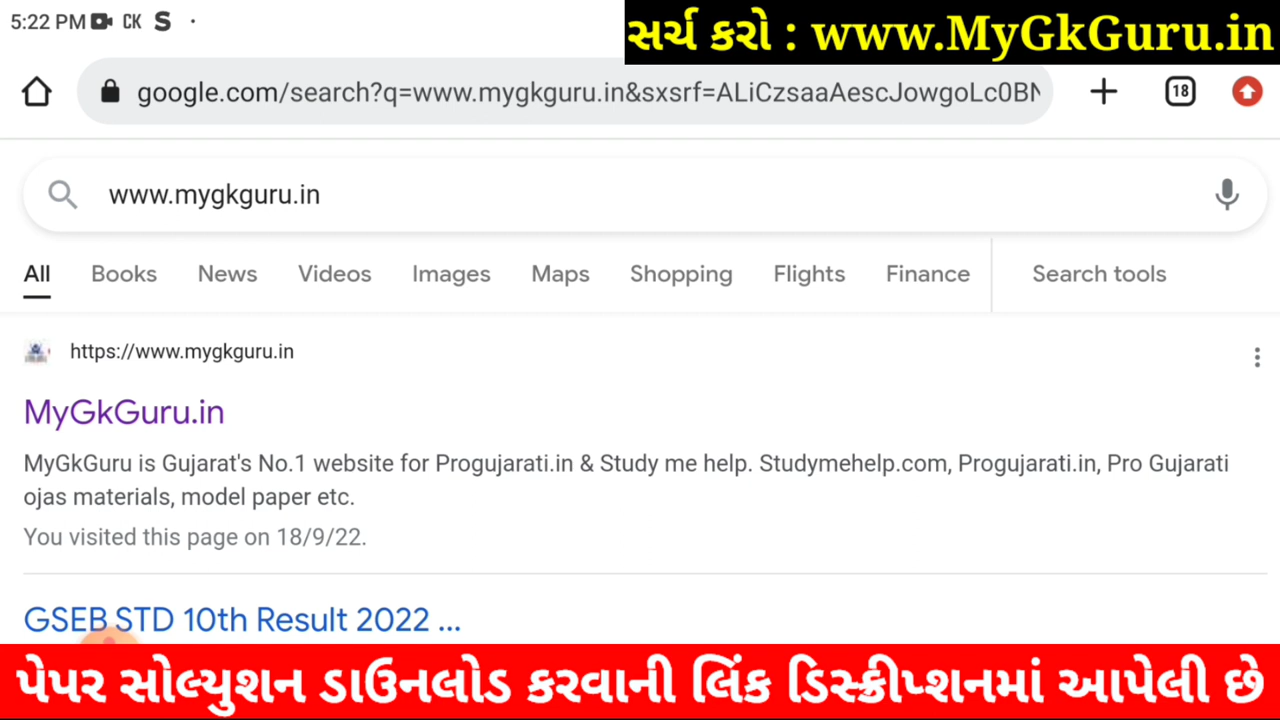 5:22 PM CK S
સર્ચ કરો : www.MyGkGuru.in
google.com/search?q=www.mygkguru.in&sxsrf=ALiCzsaaAescJowgoLc0BN
18
www.mygkguru.in
All Books News Videos Images Maps Shopping Flights Finance Search tools
https://www.mygkguru.in
MyGkGuru.in
MyGkGuru is Gujarat's No.1 website for Progujarati.in & Study me help. Studymehelp.com, Progujarati.in, Pro Gujarati
ojas materials, model paper etc.
You visited this page on 18/9/22.
GSEB STD 10th Result 2022 ...
પેપર સોલ્યુશન ડાઉનલોડ કરવાની લિંક ડિસ્ક્રીપ્શનમાં આપેલી છે